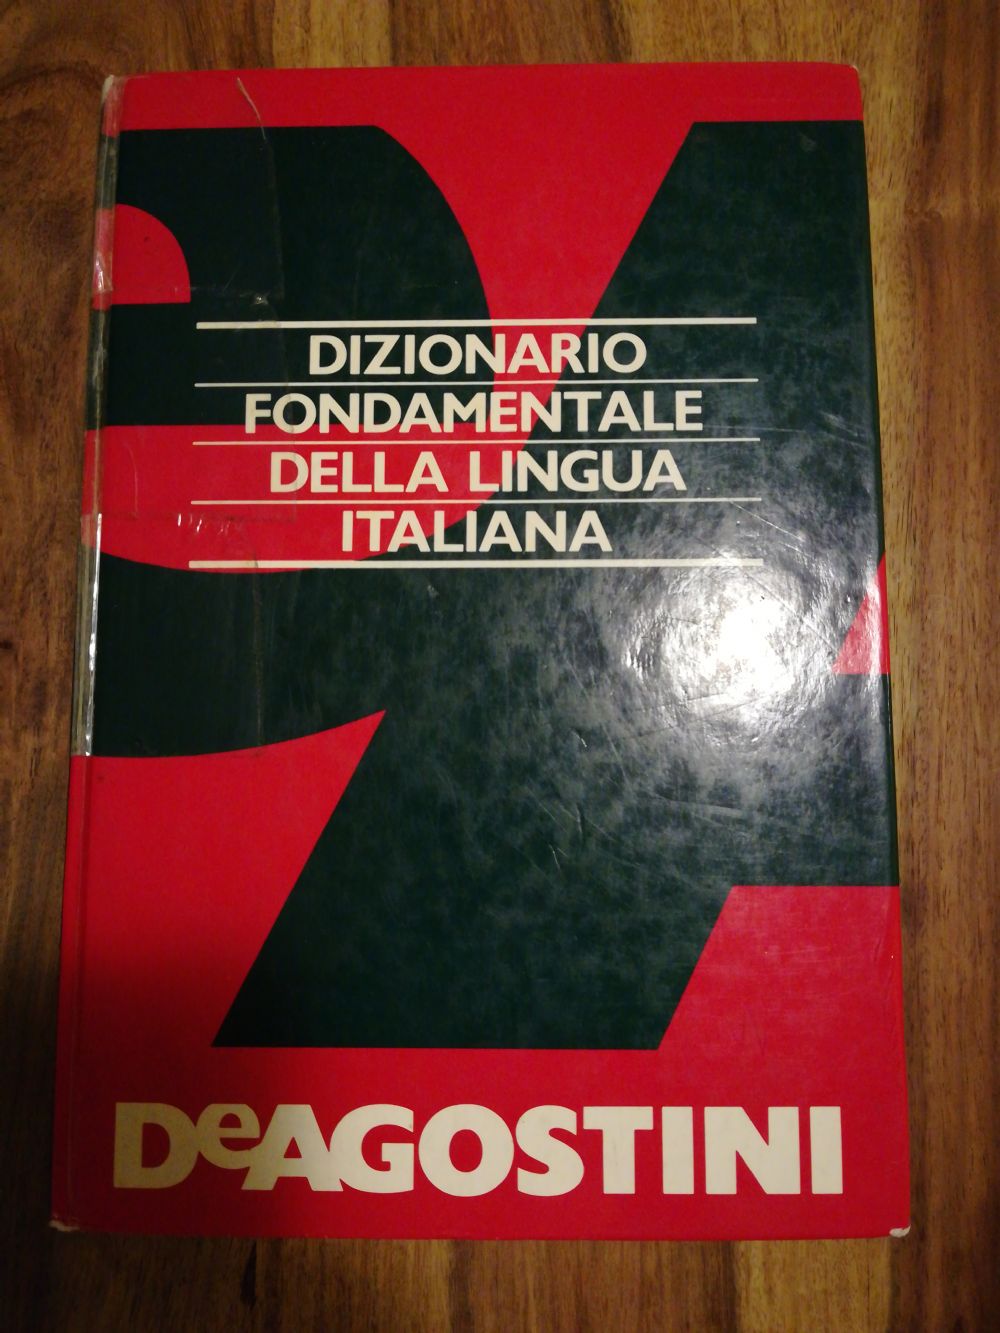 DIZIONARIO
FONDAMENTALE
DELLA LINGUA
ITALIANA
DeAGOSTINI